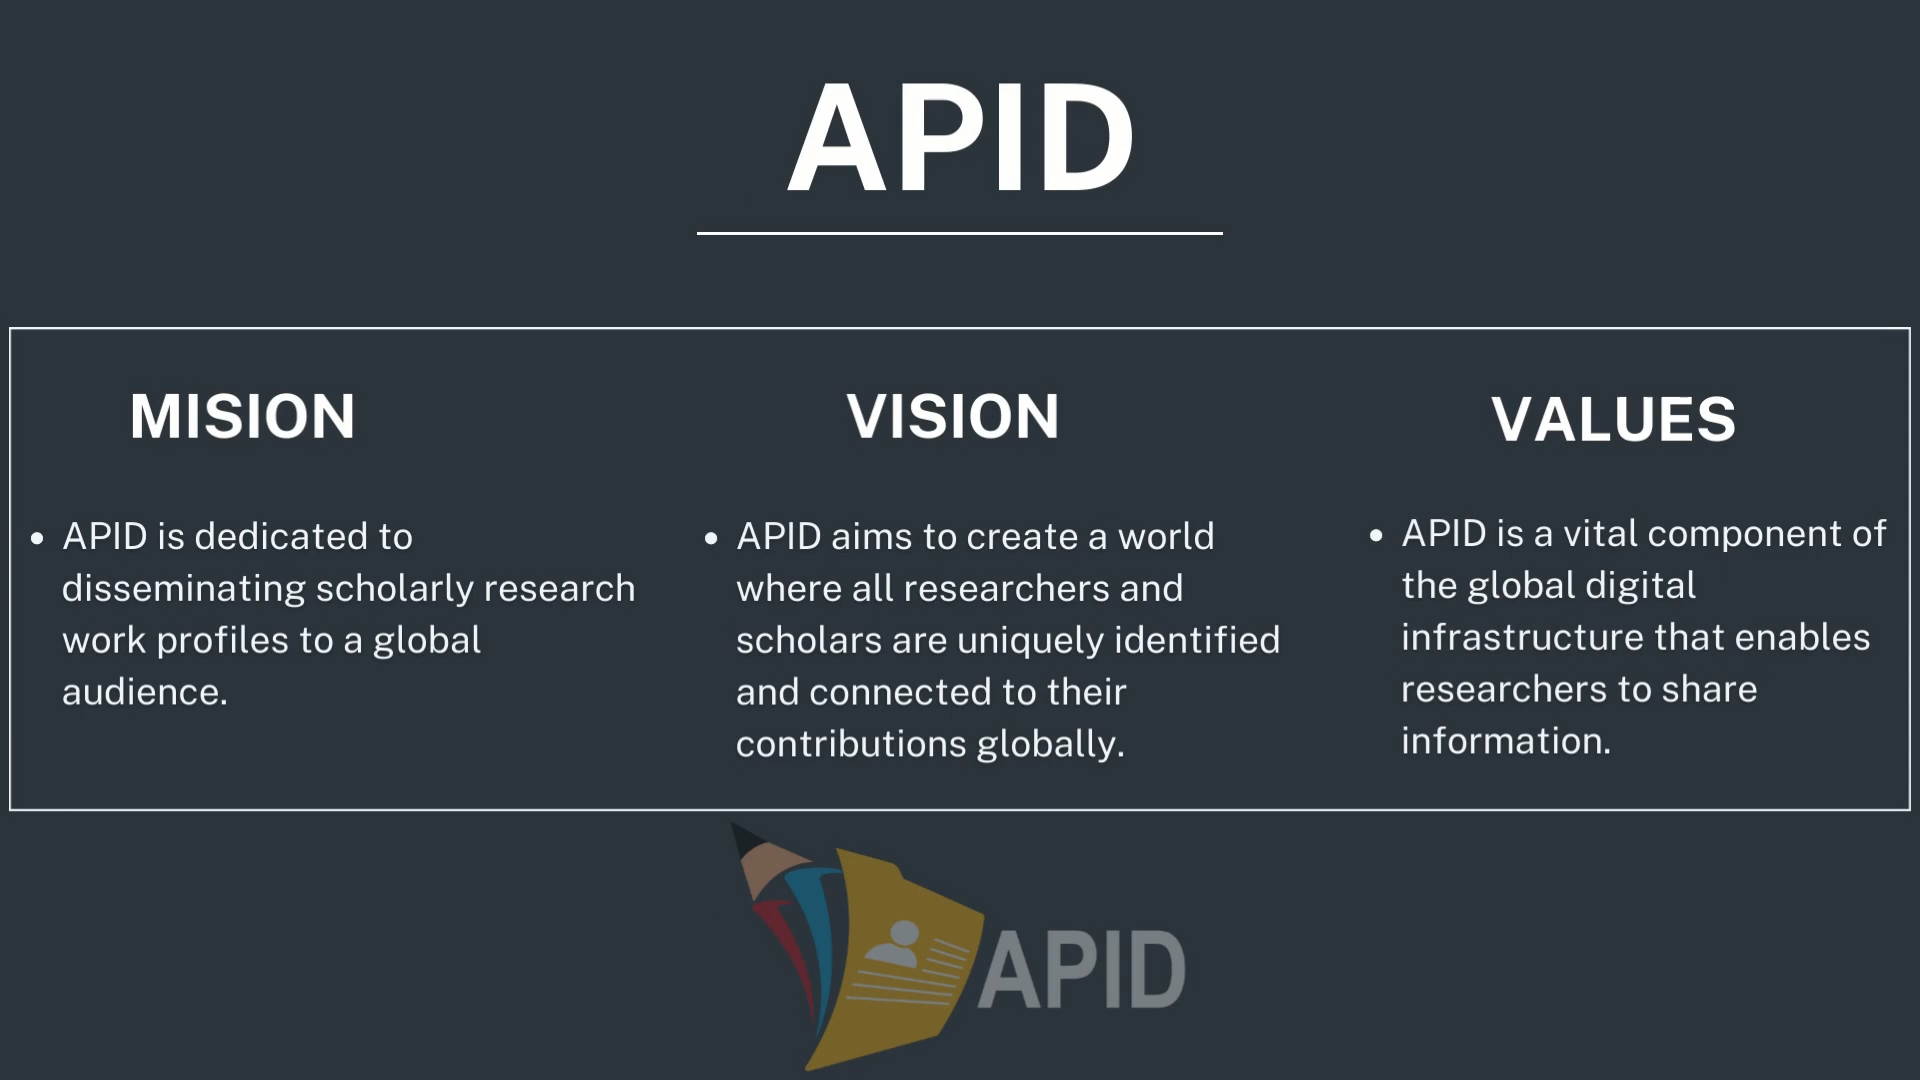 APID
MISION
APID is dedicated to
disseminating scholarly research
work profiles to a global
audience.
VISION
APID aims to create a world
where all researchers and
scholars are uniquely identified
and connected to their
contributions globally.
VALUES
APID is a vital component of
the global digital
infrastructure that enables
researchers to share
information.
APID